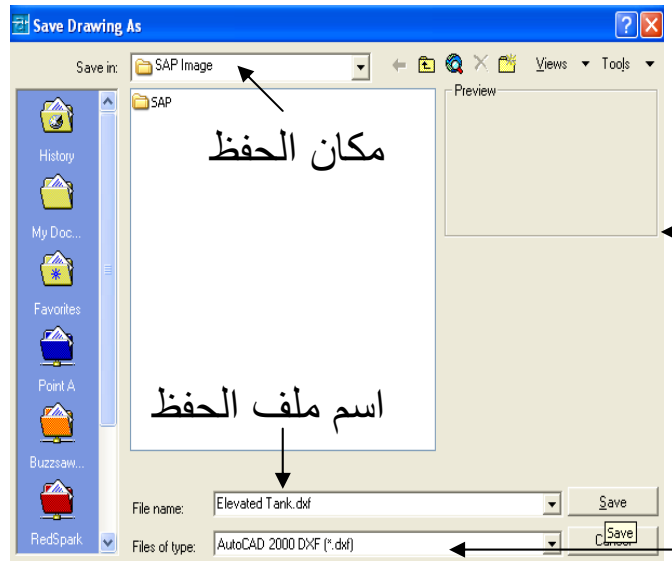 Save Drawing As
Save in: SAP Image
Views Tools
SAP
Preview
مكان الحفظ
History
My Doc...
Favorites
Point A
اسم ملف الحفظ
Buzzsaw...
RedSpark
File name: Elevated Tank.dxf Save
Files of type: AutoCAD 2000 DXF (*.dxf)
Save